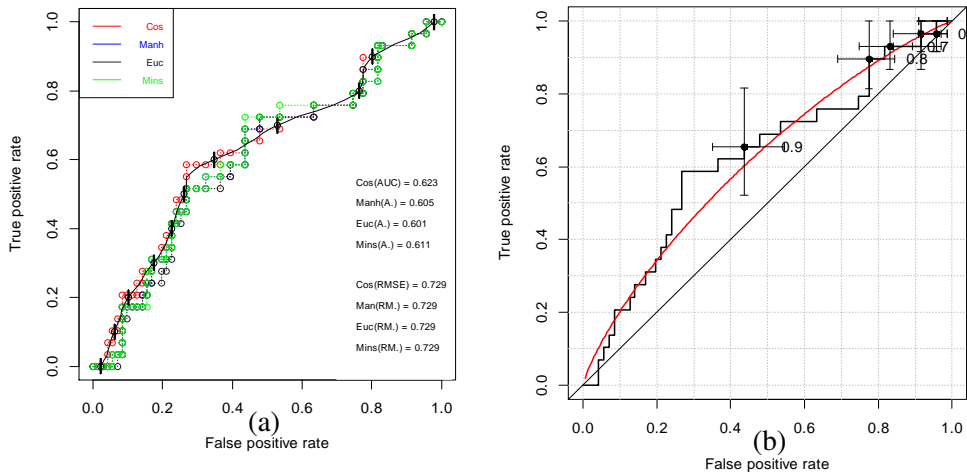 Cos
Manh
Euc
Mins
Cos(AUC) = 0.623
Manh(A.) = 0.605
Euc(A.) = 0.601
Mins(A.) = 0.611
Cos(RMSE) = 0.729
Man(RM.) = 0.729
Euc(RM.) = 0.729
Mins(RM.) = 0.729
True positive rate
0.0 0.2 0.4 0.6 0.8 1.0
0.0 0.2 0.4 0.6 0.8 1.0
(a)
False positive rate
0.9
0.8
0.7
True positive rate
0.0 0.2 0.4 0.6 0.8 1.0
0.0 0.2 0.4 0.6 0.8 1.0
(b)
False positive rate